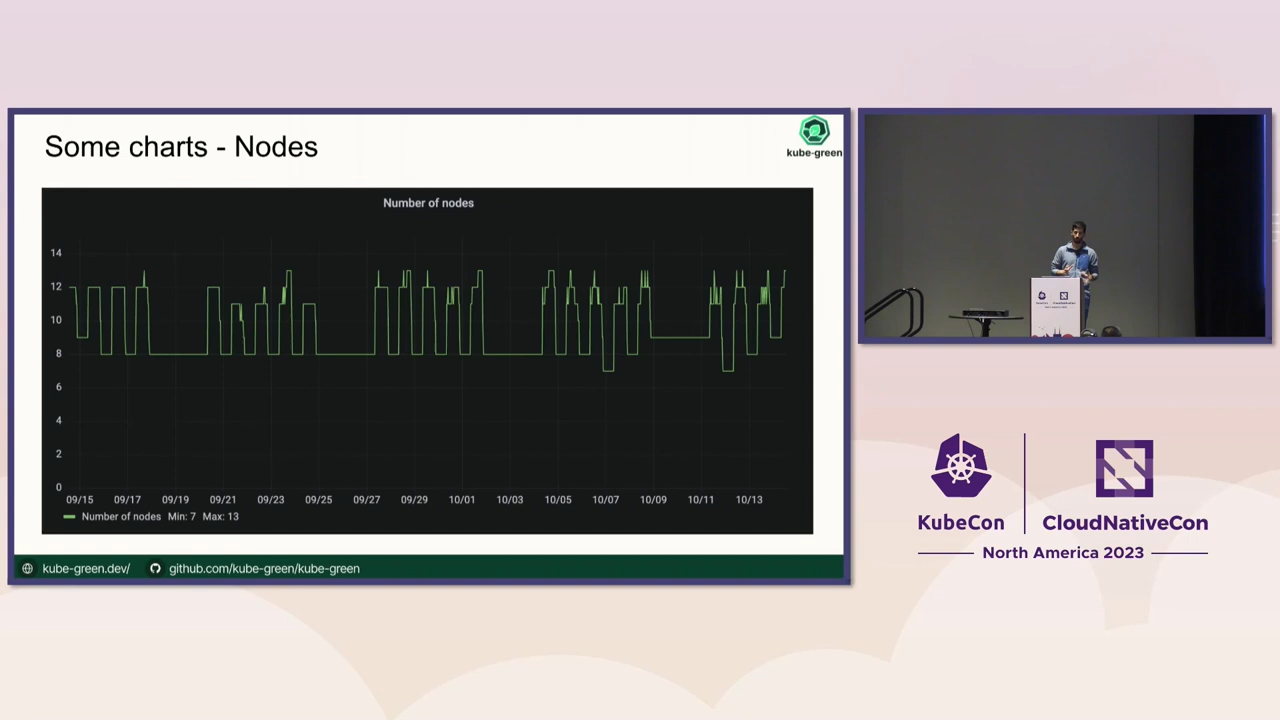 Some charts - Nodes
kube-green
Number of nodes
14
12
10
8
6
4
2
0
09/15 09/17 09/19 09/21 09/23 09/25 09/27 09/29 10/01 10/03 10/05 10/07 10/09 10/11 10/13
Number of nodes Min: 7 Max: 13
kube-green.dev/ github.com/kube-green/kube-green
KubeCon
CloudNativeCon
North America 2023